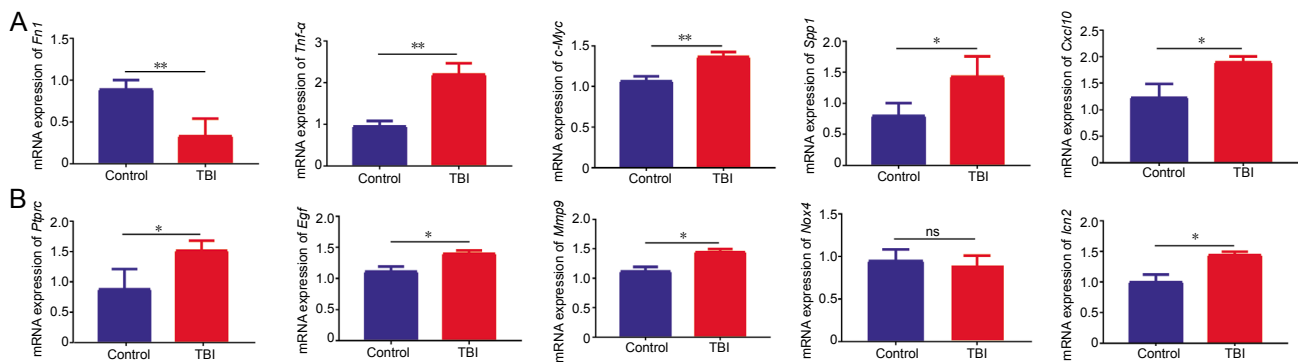 A
mRNA expression of Fn1
1.5
1.0
0.5
0
**
Control
TBI
mRNA expression of Tnf-α
3
2
1
0
**
Control
TBI
mRNA expression of c-Myc
1.5
1.0
0.5
0
**
Control
TBI
mRNA expression of Spp1
2.0
1.5
1.0
0.5
0
*
Control
TBI
mRNA expression of Cxcl10
2.5
2.0
1.5
1.0
0.5
0
*
Control
TBI
B
mRNA expression of Ptprc
2.0
1.5
1.0
0.5
0
*
Control
TBI
mRNA expression of Egf
2.0
1.5
1.0
0.5
0
*
Control
TBI
mRNA expression of Mmp9
2.0
1.5
1.0
0.5
0
*
Control
TBI
mRNA expression of Nox4
1.5
1.0
0.5
0
ns
Control
TBI
mRNA expression of lcn2
2.0
1.5
1.0
0.5
0
*
Control
TBI